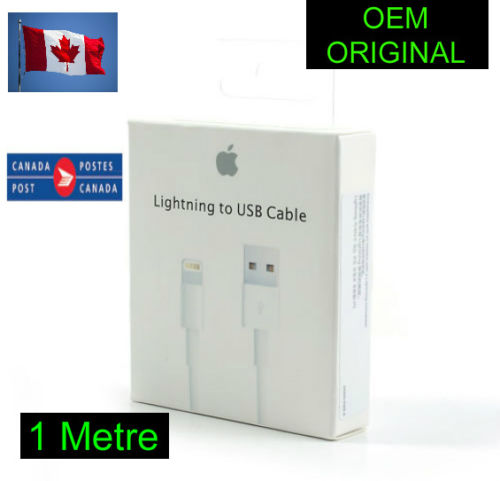 OEM
ORIGINAL
CANADA POSTES
POST CANADA
Lightning to USB Cable
1 Metre